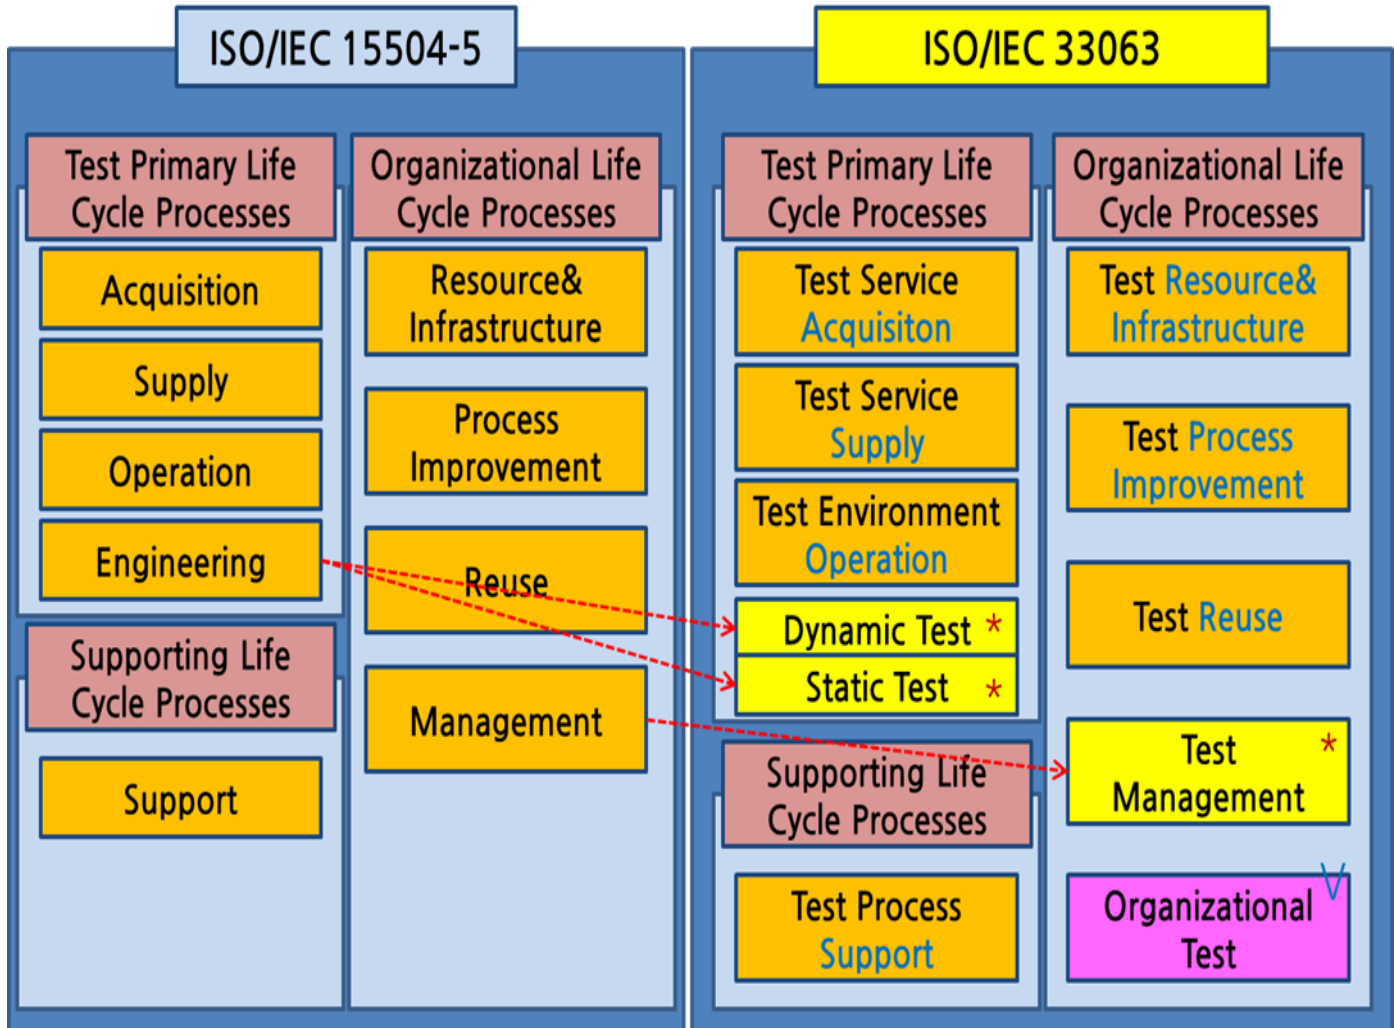 ISO/IEC 15504-5
Test Primary Life
Cycle Processes
Acquisition
Supply
Operation
Engineering
Supporting Life
Cycle Processes
Support
Organizational Life
Cycle Processes
Resource&
Infrastructure
Process
Improvement
Reuse
Management
ISO/IEC 33063
Test Primary Life
Cycle Processes
Test Service
Acquisiton
Test Service
Supply
Test Environment
Operation
Dynamic Test *
Static Test *
Supporting Life
Cycle Processes
Test Process
Support
Organizational Life
Cycle Processes
Test Resource&
Infrastructure
Test Process
Improvement
Test Reuse
Test *
Management
V
Organizational
Test